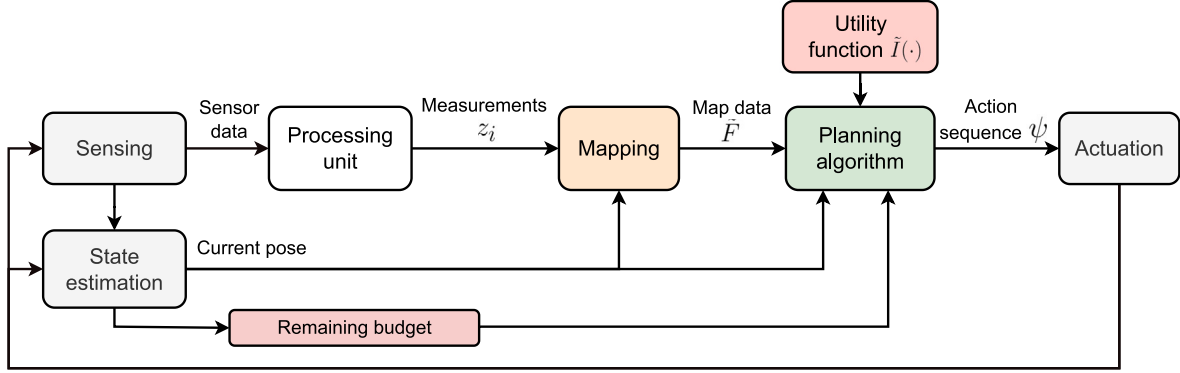 Utility
function Ĩ(·)
Sensor
data
Measurements
z_i
Map data
F̃
Action
sequence ψ
Sensing
Processing
unit
Mapping
Planning
algorithm
Actuation
State
estimation
Current pose
Remaining budget